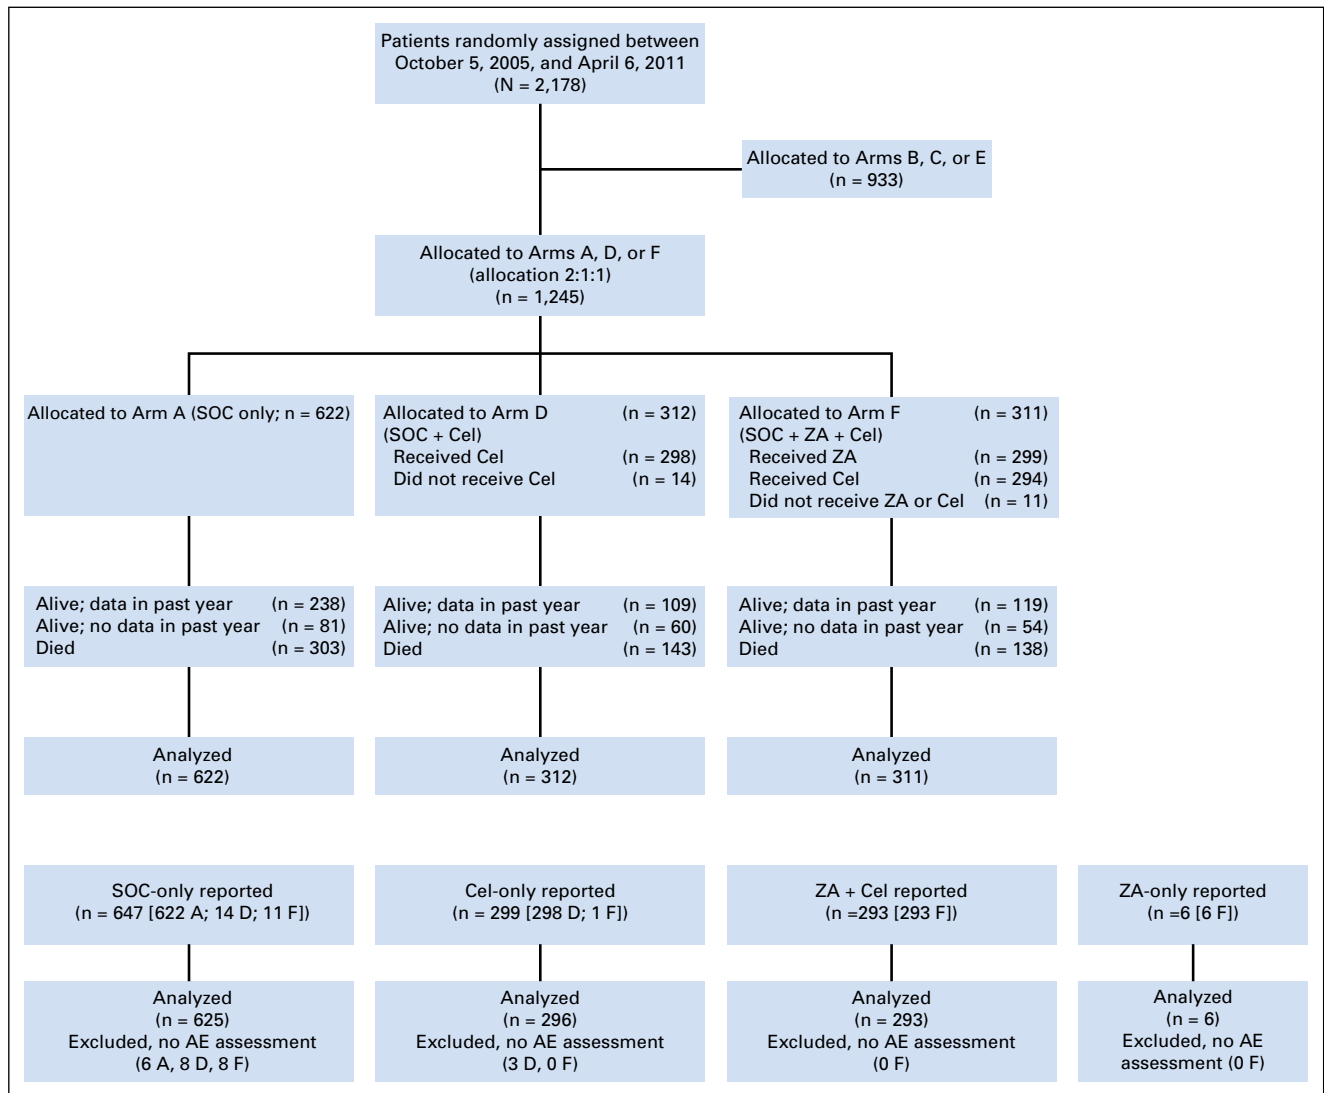 Patients randomly assigned between
October 5, 2005, and April 6, 2011
(N = 2,178)
Allocated to Arms B, C, or E
(n = 933)
Allocated to Arms A, D, or F
(allocation 2:1:1)
(n = 1,245)
Allocated to Arm A (SOC only; n = 622)
Allocated to Arm D (n = 312)
(SOC + Cel)
Received Cel (n = 298)
Did not receive Cel (n = 14)
Allocated to Arm F (n = 311)
(SOC + ZA + Cel)
Received ZA (n = 299)
Received Cel (n = 294)
Did not receive ZA or Cel (n = 11)
Alive; data in past year (n = 238)
Alive; no data in past year (n = 81)
Died (n = 303)
Alive; data in past year (n = 109)
Alive; no data in past year (n = 60)
Died (n = 143)
Alive; data in past year (n = 119)
Alive; no data in past year (n = 54)
Died (n = 138)
Analyzed
(n = 622)
Analyzed
(n = 312)
Analyzed
(n = 311)
SOC-only reported
(n = 647 [622 A; 14 D; 11 F])
Cel-only reported
(n = 299 [298 D; 1 F])
ZA + Cel reported
(n =293 [293 F])
ZA-only reported
(n =6 [6 F])
Analyzed
(n = 625)
Excluded, no AE assessment
(6 A, 8 D, 8 F)
Analyzed
(n = 296)
Excluded, no AE assessment
(3 D, 0 F)
Analyzed
(n = 293)
Excluded, no AE assessment
(0 F)
Analyzed
(n = 6)
Excluded, no AE
assessment (0 F)